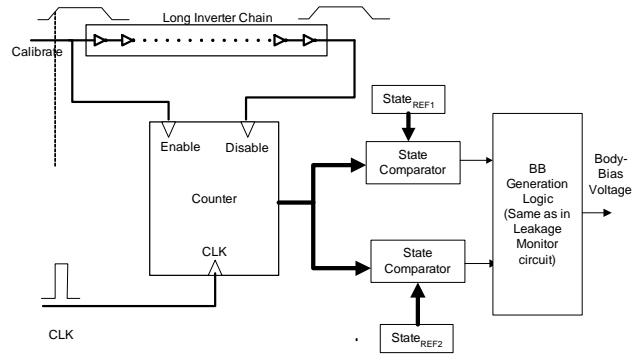 Long Inverter Chain
Calibrate
State_REF1
Enable
Disable
State
Comparator
BB
Generation
Logic
(Same as in
Leakage
Monitor
circuit)
Body-
Bias
Voltage
Counter
CLK
State
Comparator
CLK
State_REF2